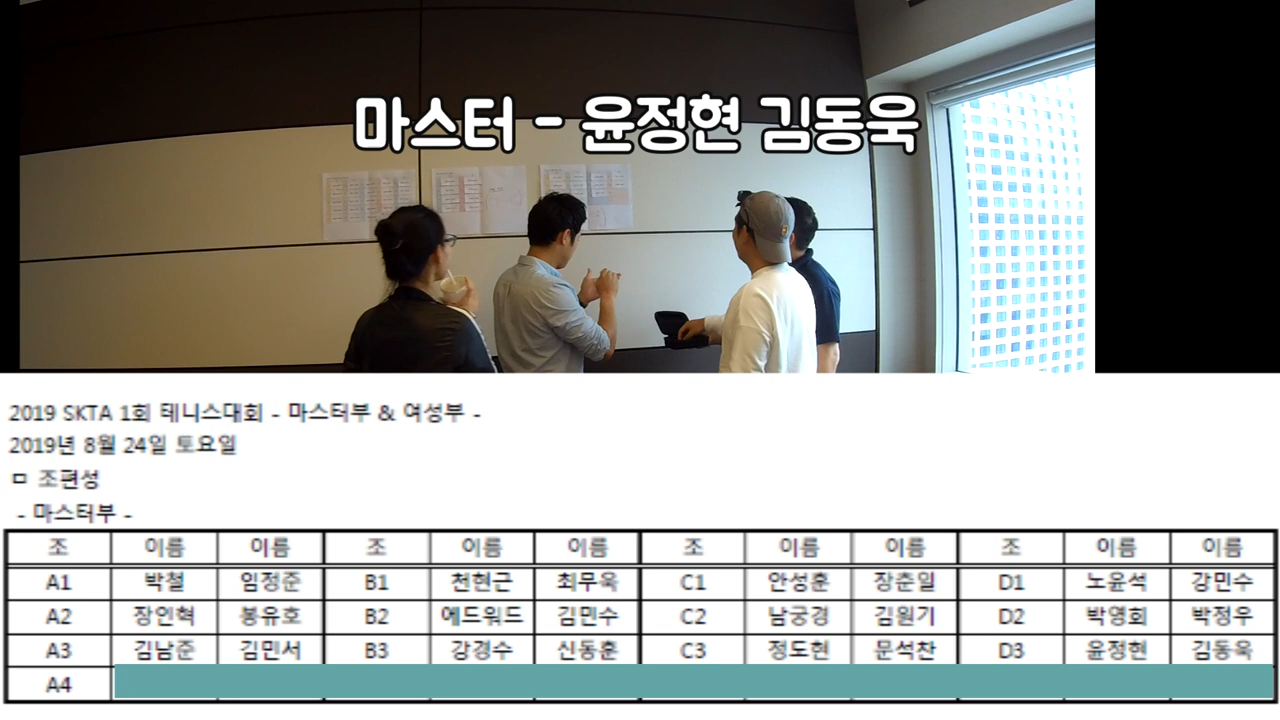 마스터 - 윤정현 김동욱
2019 SKTA 1회 테니스대회 - 마스터부 & 여성부 -
2019년 8월 24일 토요일
ㅁ 조편성
- 마스터부 -
조 이름 이름 조 이름 이름 조 이름 이름 조 이름 이름
A1 박철 임정준 B1 천현근 최무욱 C1 안성훈 장춘일 D1 노윤석 강민수
A2 장인혁 봉유호 B2 에드워드 김민수 C2 남궁경 김원기 D2 박영회 박정우
A3 김남준 김민서 B3 강경수 신동훈 C3 정도현 문석찬 D3 윤정현 김동욱
A4